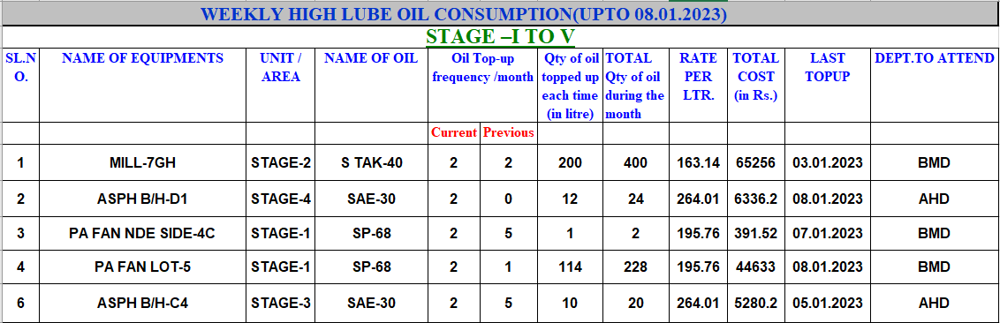 WEEKLY HIGH LUBE OIL CONSUMPTION(UPTO 08.01.2023)
STAGE –I TO V
SL.N O. NAME OF EQUIPMENTS UNIT / AREA NAME OF OIL Oil Top-up frequency /month Qty of oil topped up each time (in litre) TOTAL Qty of oil during the month RATE PER LTR. TOTAL COST (in Rs.) LAST TOPUP DEPT.TO ATTEND
Current Previous
1 MILL-7GH STAGE-2 S TAK-40 2 2 200 400 163.14 65256 03.01.2023 BMD
2 ASPH B/H-D1 STAGE-4 SAE-30 2 0 12 24 264.01 6336.2 08.01.2023 AHD
3 PA FAN NDE SIDE-4C STAGE-1 SP-68 2 5 1 2 195.76 391.52 07.01.2023 BMD
4 PA FAN LOT-5 STAGE-1 SP-68 2 1 114 228 195.76 44633 08.01.2023 BMD
6 ASPH B/H-C4 STAGE-3 SAE-30 2 5 10 20 264.01 5280.2 05.01.2023 AHD